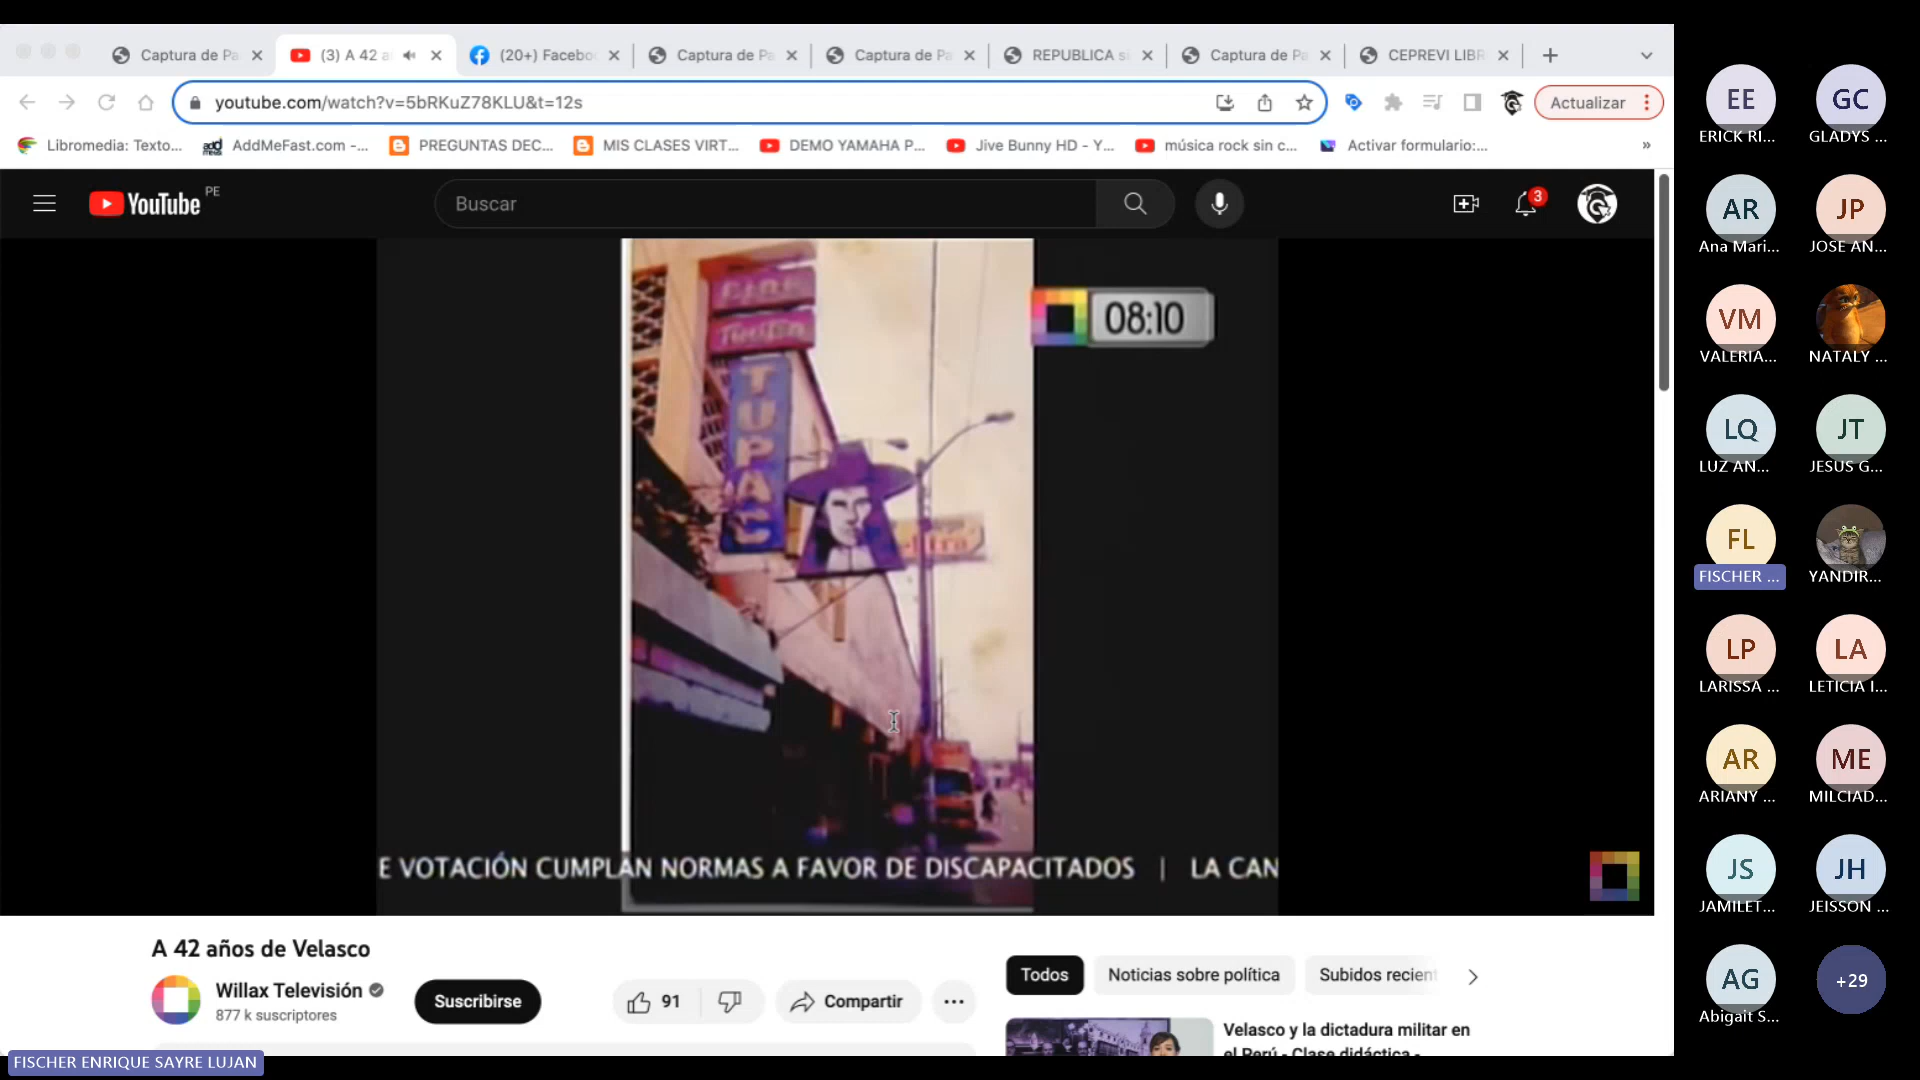 Captura de Pa
(3) A 42 a
(20+) Facebo
Captura de Pa
Captura de Pa
REPUBLICA si
Captura de Pa
CEPREVI LIBR
youtube.com/watch?v=5bRKuZ78KLU&t=12s
Actualizar
Libromedia: Texto...
AddMeFast.com -...
PREGUNTAS DEC...
MIS CLASES VIRT...
DEMO YAMAHA P...
Jive Bunny HD - Y...
música rock sin c...
Activar formulario:...
»
YouTube PE
Buscar
3
TUPAC
08:10
E VOTACIÓN CUMPLAN NORMAS A FAVOR DE DISCAPACITADOS | LA CAN
A 42 años de Velasco
Willax Televisión
877 k suscriptores
Suscribirse
91
Compartir
Todos
Noticias sobre política
Subidos recient
Velasco y la dictadura militar en
el Perú - Clase didáctica -
FISCHER ENRIQUE SAYRE LUJAN
EE
ERICK RI...
GC
GLADYS ...
AR
Ana Mari...
JP
JOSE AN...
VM
VALERIA...
NATALY ...
LQ
LUZ AN...
JT
JESUS G...
FL
FISCHER ...
YANDIR...
LP
LARISSA ...
LA
LETICIA I...
AR
ARIANY ...
ME
MILCIAD...
JS
JAMILET...
JH
JEISSON ...
AG
Abigait S...
+29